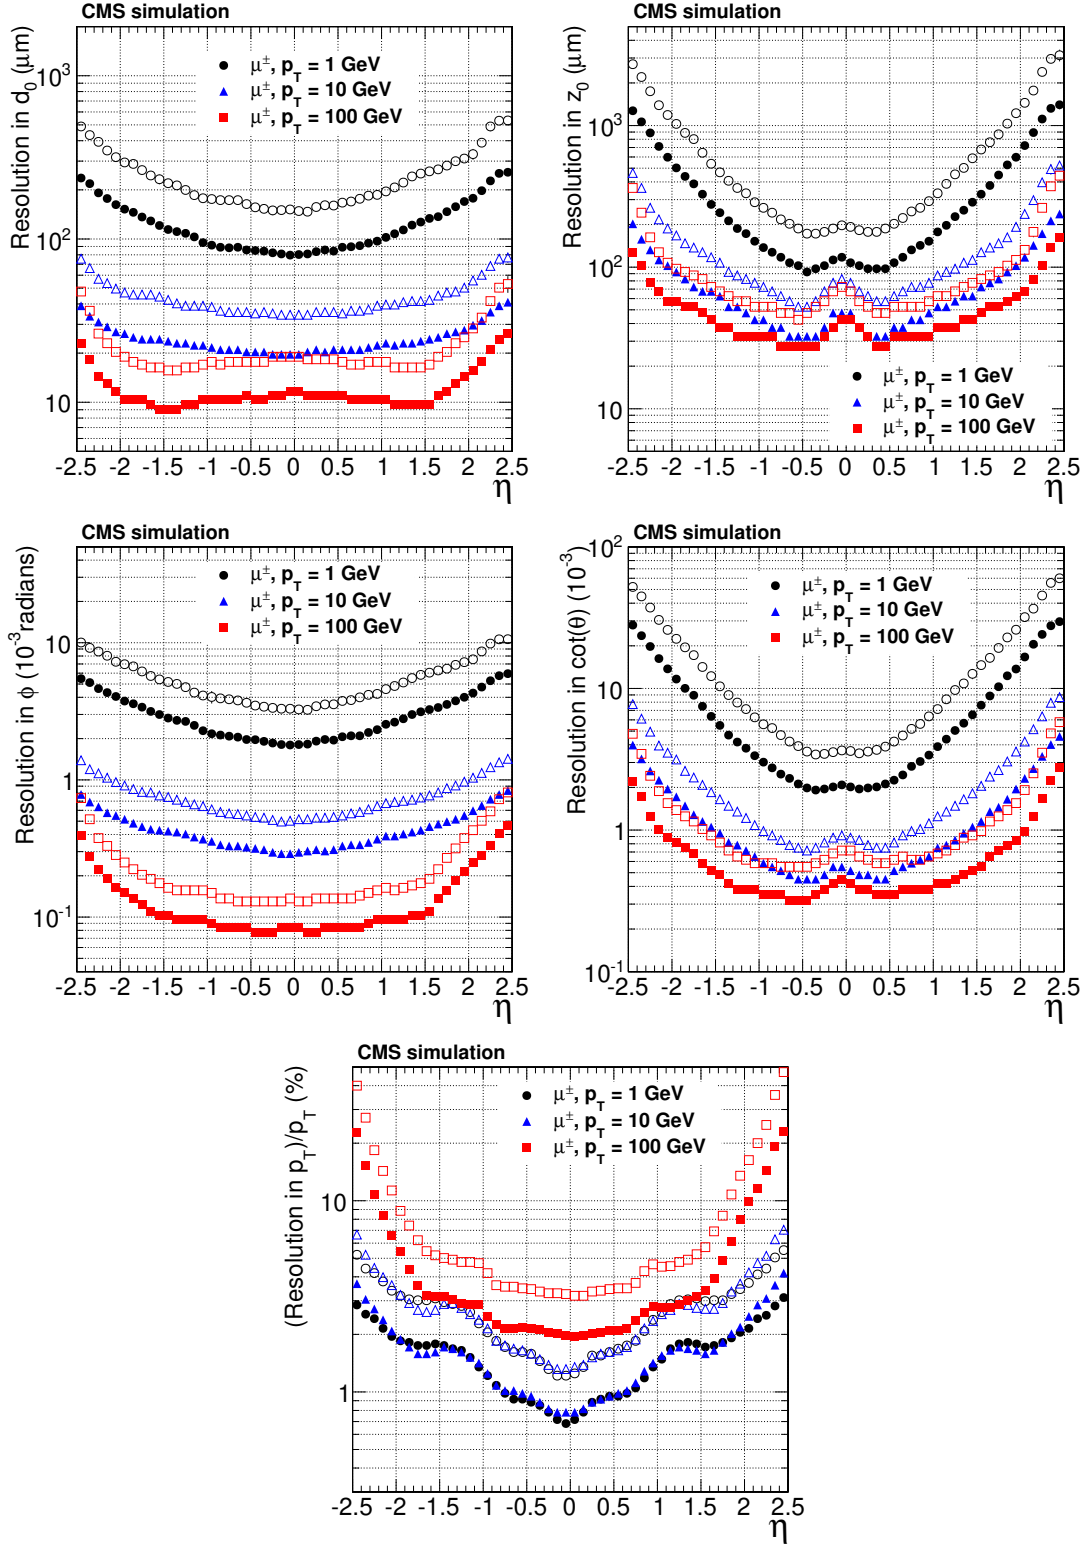 CMS simulation
Resolution in d0 (μm)
10³
10²
10
μ±, pT = 1 GeV
μ±, pT = 10 GeV
μ±, pT = 100 GeV
-2.5 -2 -1.5 -1 -0.5 0 0.5 1 1.5 2 2.5
η
CMS simulation
Resolution in z0 (μm)
10³
10²
10
μ±, pT = 1 GeV
μ±, pT = 10 GeV
μ±, pT = 100 GeV
-2.5 -2 -1.5 -1 -0.5 0 0.5 1 1.5 2 2.5
η
CMS simulation
Resolution in ϕ (10⁻³radians)
10
1
10⁻¹
μ±, pT = 1 GeV
μ±, pT = 10 GeV
μ±, pT = 100 GeV
-2.5 -2 -1.5 -1 -0.5 0 0.5 1 1.5 2 2.5
η
CMS simulation
Resolution in cot(θ) (10⁻³)
10²
10
1
10⁻¹
μ±, pT = 1 GeV
μ±, pT = 10 GeV
μ±, pT = 100 GeV
-2.5 -2 -1.5 -1 -0.5 0 0.5 1 1.5 2 2.5
η
CMS simulation
(Resolution in pT)/pT (%)
10
1
μ±, pT = 1 GeV
μ±, pT = 10 GeV
μ±, pT = 100 GeV
-2.5 -2 -1.5 -1 -0.5 0 0.5 1 1.5 2 2.5
η